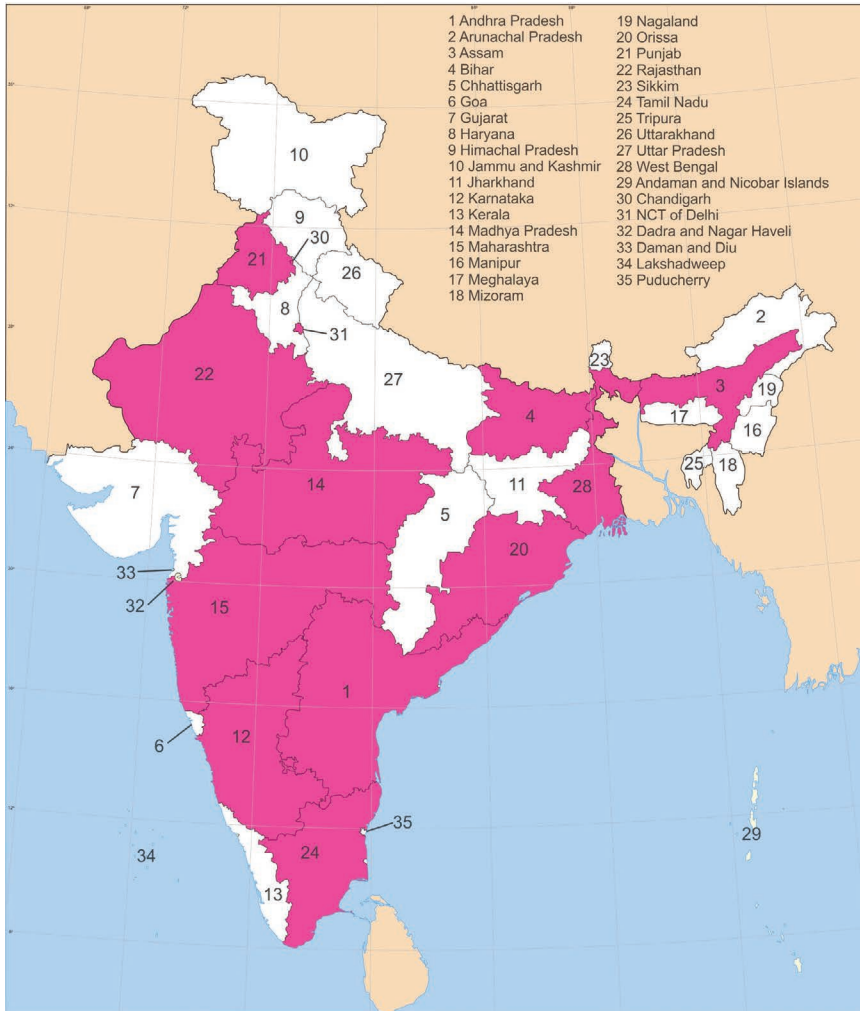 1 Andhra Pradesh
2 Arunachal Pradesh
3 Assam
4 Bihar
5 Chhattisgarh
6 Goa
7 Gujarat
8 Haryana
9 Himachal Pradesh
10 Jammu and Kashmir
11 Jharkhand
12 Karnataka
13 Kerala
14 Madhya Pradesh
15 Maharashtra
16 Manipur
17 Meghalaya
18 Mizoram
19 Nagaland
20 Orissa
21 Punjab
22 Rajasthan
23 Sikkim
24 Tamil Nadu
25 Tripura
26 Uttarakhand
27 Uttar Pradesh
28 West Bengal
29 Andaman and Nicobar Islands
30 Chandigarh
31 NCT of Delhi
32 Dadra and Nagar Haveli
33 Daman and Diu
34 Lakshadweep
35 Puducherry
10
9
30
21
26
8
31
2
22
23
27
3
19
4
17
16
25
18
7
14
11
28
5
20
33
32
15
1
6
12
35
29
34
24
13